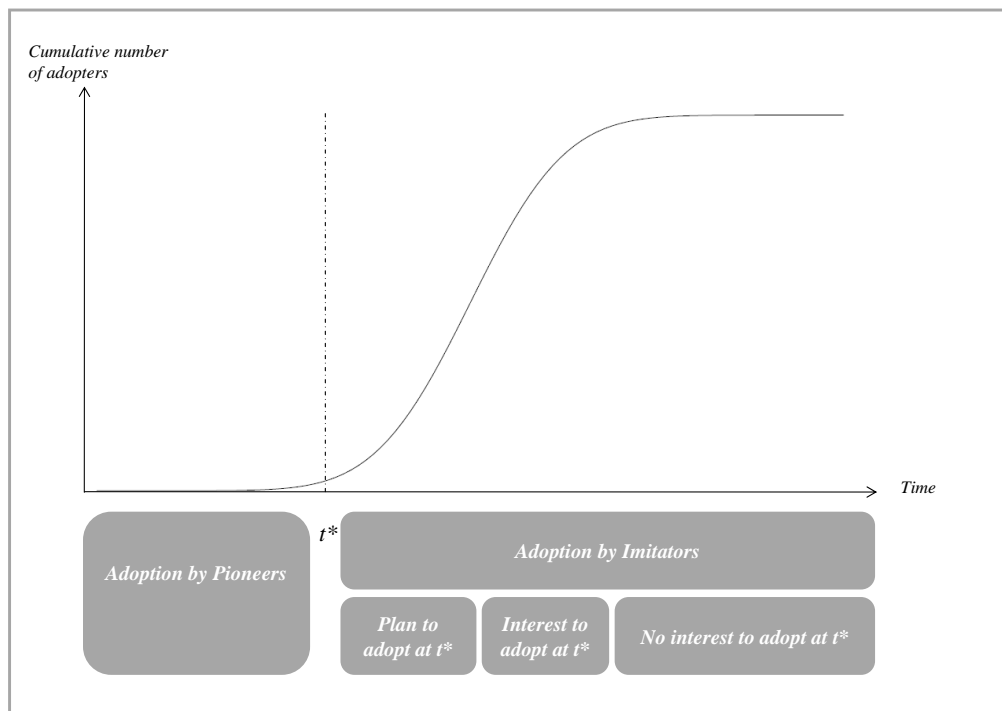 Cumulative number
of adopters
Time
t*
Adoption by Pioneers
Adoption by Imitators
Plan to
adopt at t*
Interest to
adopt at t*
No interest to adopt at t*